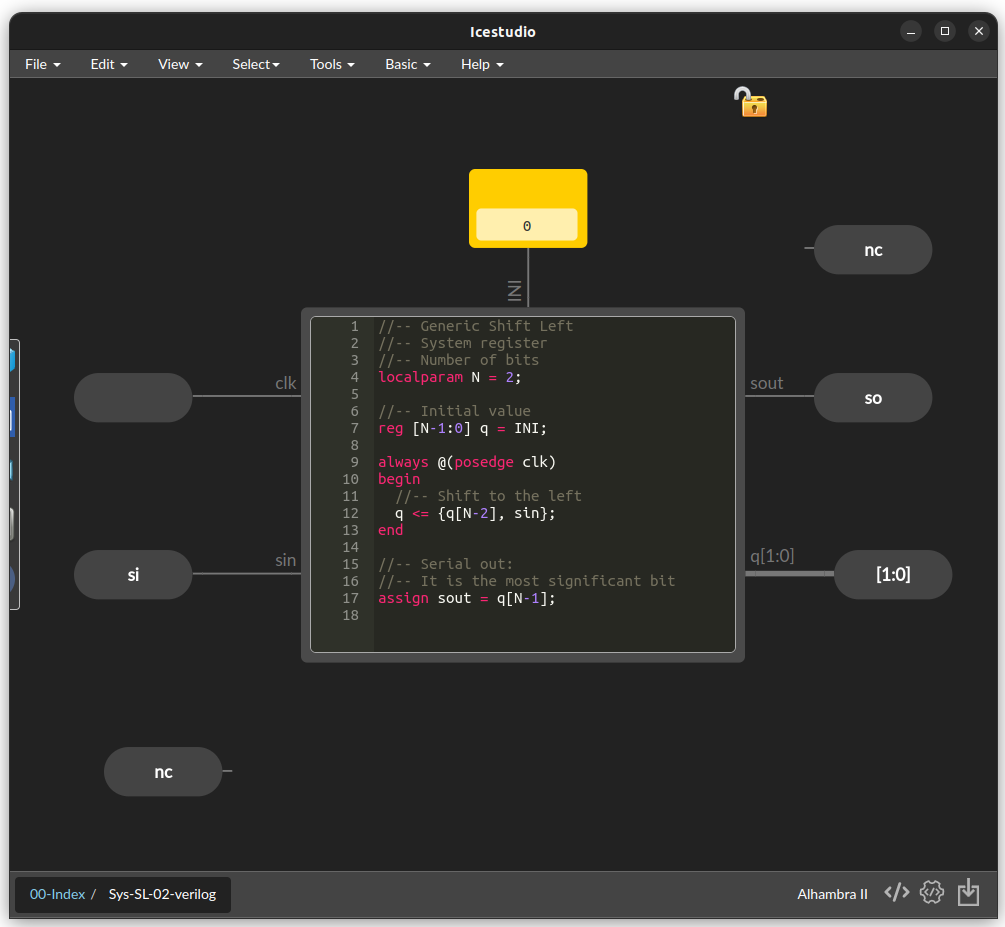 Icestudio
File Edit View Select Tools Basic Help
0
nc
INI
1 //-- Generic Shift Left
2 //-- System register
3 //-- Number of bits
4 localparam N = 2;
5
6 //-- Initial value
7 reg [N-1:0] q = INI;
8
9 always @(posedge clk)
10 begin
11 //-- Shift to the left
12 q <= {q[N-2], sin};
13 end
14
15 //-- Serial out:
16 //-- It is the most significant bit
17 assign sout = q[N-1];
18
clk
sout
so
si
sin
q[1:0]
[1:0]
nc
00-Index / Sys-SL-02-verilog
Alhambra II